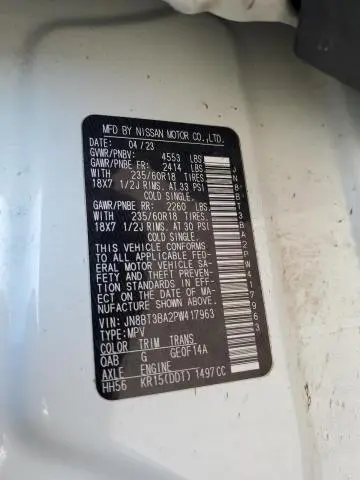 MFD BY NISSAN MOTOR CO.,LTD.
DATE: 04/23
GVWR/PNBV: 4553 LBS
GAWR/PNBE FR: 2414 LBS
WITH 235/60R18 TIRES
18X7 1/2J RIMS. AT 33 PSI
COLD SINGLE.
GAWR/PNBE RR: 2260 LBS
WITH 235/60R18 TIRES
18X7 1/2J RIMS. AT 30 PSI
COLD SINGLE.
THIS VEHICLE CONFORMS
TO ALL APPLICABLE FED-
ERAL MOTOR VEHICLE SA-
FETY AND THEFT PREVEN-
TION STANDARDS IN EFF-
ECT ON THE DATE OF MA-
NUFACTURE SHOWN ABOVE.
VIN: JN8BT3BA2PW417963
TYPE:MPV
COLOR TRIM TRANS.
QAB G GE0F14A
AXLE ENGINE
HH56 KR15(DDT) 1497CC
JN8BT3BA2PW417963